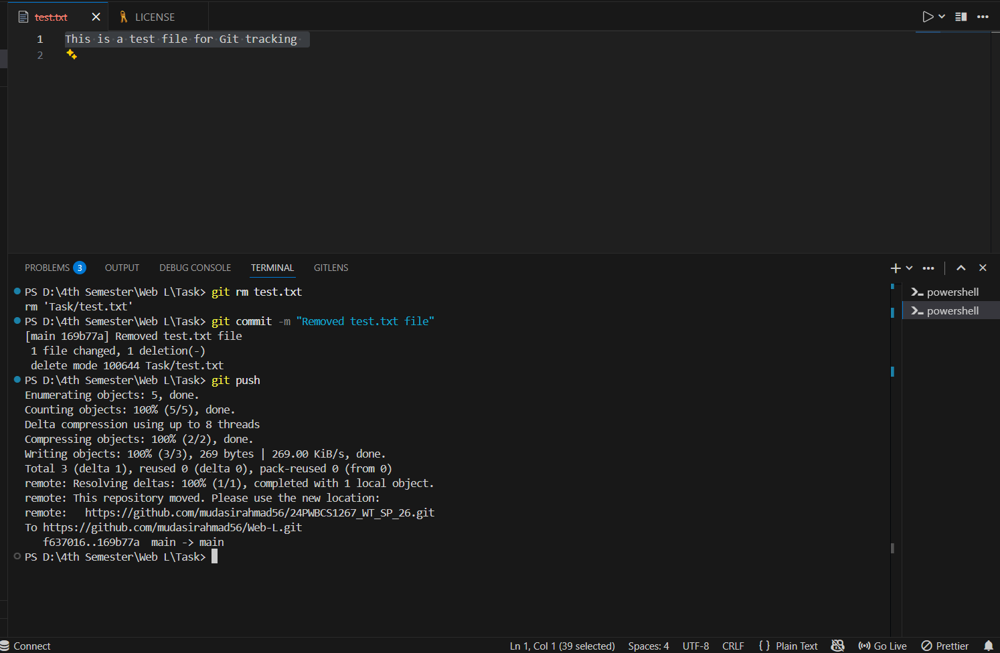 test.txt
LICENSE
1 This is a test file for Git tracking
2
PROBLEMS 3 OUTPUT DEBUG CONSOLE TERMINAL GITLENS
powershell
powershell
PS D:\4th Semester\Web L\Task> git rm test.txt
rm 'Task/test.txt'
PS D:\4th Semester\Web L\Task> git commit -m "Removed test.txt file"
[main 169b77a] Removed test.txt file
 1 file changed, 1 deletion(-)
 delete mode 100644 Task/test.txt
PS D:\4th Semester\Web L\Task> git push
Enumerating objects: 5, done.
Counting objects: 100% (5/5), done.
Delta compression using up to 8 threads
Compressing objects: 100% (2/2), done.
Writing objects: 100% (3/3), 269 bytes | 269.00 KiB/s, done.
Total 3 (delta 1), reused 0 (delta 0), pack-reused 0 (from 0)
remote: Resolving deltas: 100% (1/1), completed with 1 local object.
remote: This repository moved. Please use the new location:
remote:   https://github.com/mudasirahmad56/24PWBCS1267_WT_SP_26.git
To https://github.com/mudasirahmad56/Web-L.git
   f637016..169b77a  main -> main
PS D:\4th Semester\Web L\Task>
Connect
Ln 1, Col 1 (39 selected) Spaces: 4 UTF-8 CRLF { } Plain Text Go Live Prettier